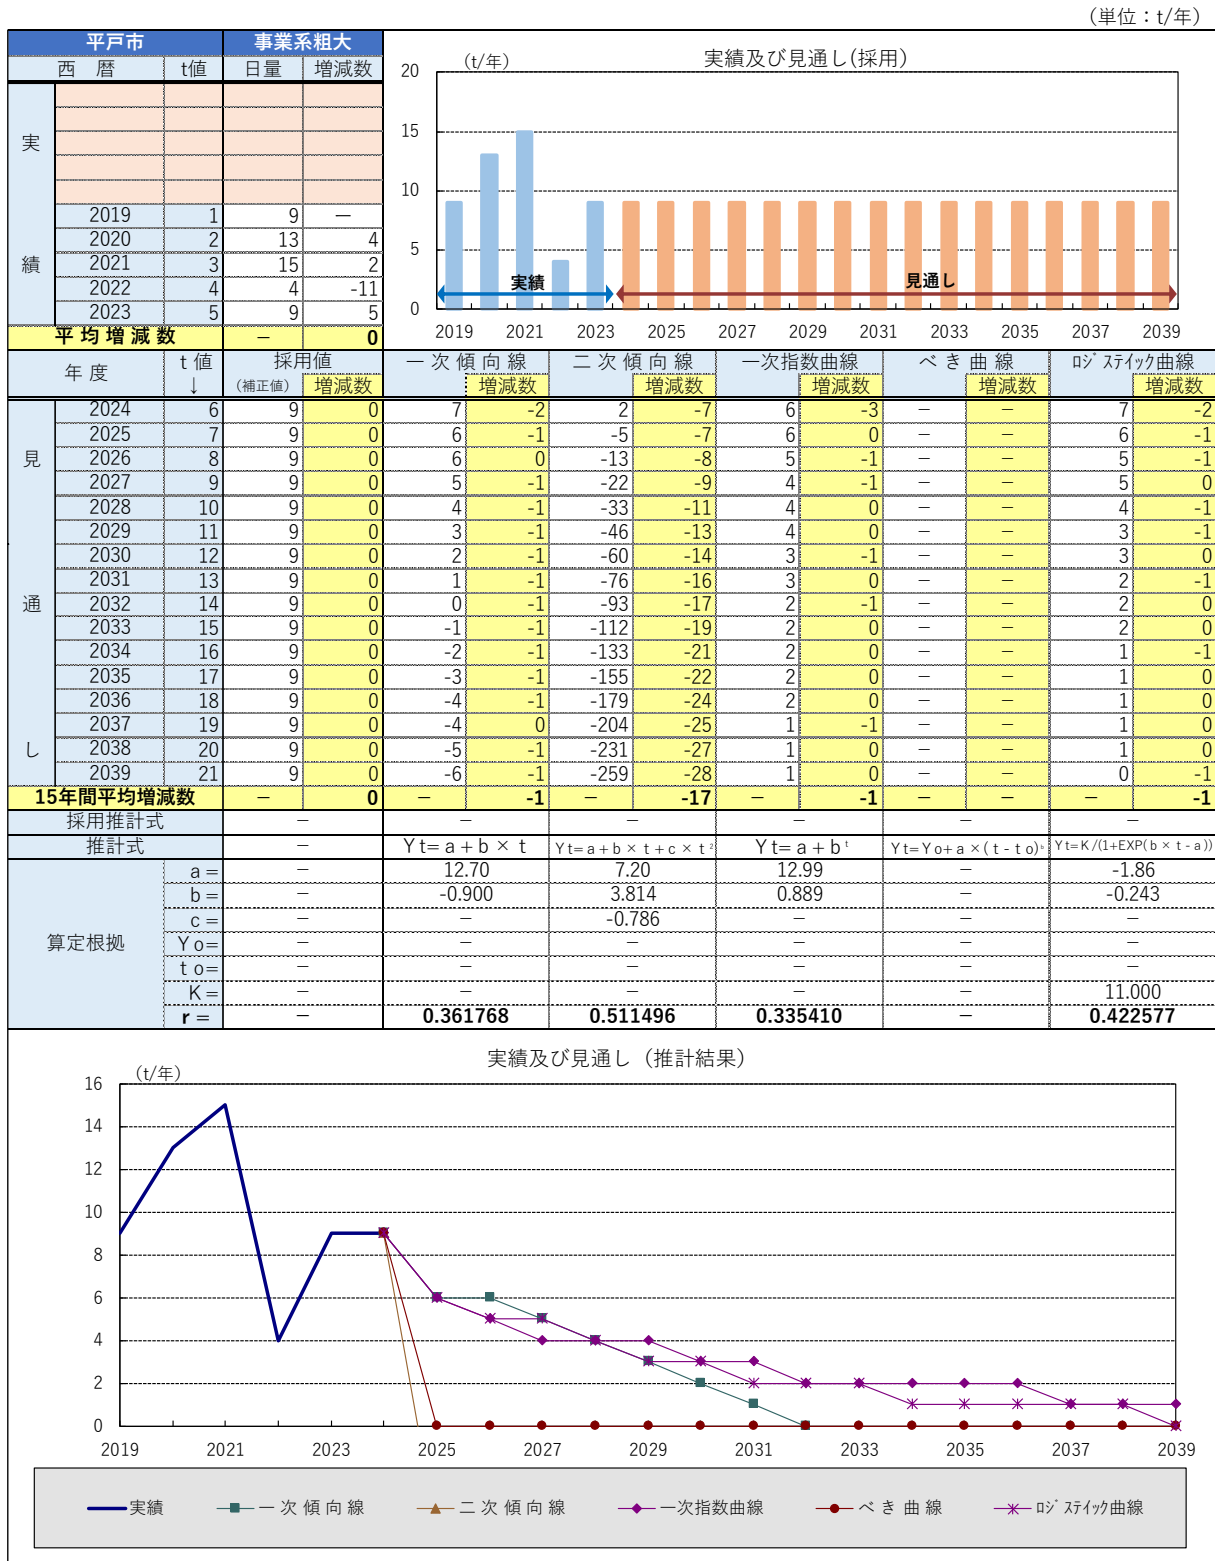 （単位：t/年）
平戸市 事業系粗大
西 暦 t値 日量 増減数
実
績
2019 1 9 －
2020 2 13 4
2021 3 15 2
2022 4 4 -11
2023 5 9 5
平 均 増 減 数 － 0
実績及び見通し(採用)
（t/年）
20
15
10
5
0
実績
見通し
2019 2021 2023 2025 2027 2029 2031 2033 2035 2037 2039
年 度 ｔ値 ↓ 採用値 一 次 傾 向 線 二 次 傾 向 線 一次指数曲線 べ き 曲 線 ﾛｼﾞｽﾃｲｯｸ曲線
（補正値） 増減数 増減数 増減数 増減数 増減数 増減数
見
通
し
2024 6 9 0 7 -2 2 -7 6 -3 － － 7 -2
2025 7 9 0 6 -1 -5 -7 6 0 － － 6 -1
2026 8 9 0 6 0 -13 -8 5 -1 － － 5 -1
2027 9 9 0 5 -1 -22 -9 4 -1 － － 5 0
2028 10 9 0 4 -1 -33 -11 4 0 － － 4 -1
2029 11 9 0 3 -1 -46 -13 4 0 － － 3 -1
2030 12 9 0 2 -1 -60 -14 3 -1 － － 3 0
2031 13 9 0 1 -1 -76 -16 3 0 － － 2 -1
2032 14 9 0 0 -1 -93 -17 2 -1 － － 2 0
2033 15 9 0 -1 -1 -112 -19 2 0 － － 2 0
2034 16 9 0 -2 -1 -133 -21 2 0 － － 1 -1
2035 17 9 0 -3 -1 -155 -22 2 0 － － 1 0
2036 18 9 0 -4 -1 -179 -24 2 0 － － 1 0
2037 19 9 0 -4 0 -204 -25 1 -1 － － 1 0
2038 20 9 0 -5 -1 -231 -27 1 0 － － 1 0
2039 21 9 0 -6 -1 -259 -28 1 0 － － 0 -1
15年間平均増減数 － 0 － -1 － -17 － -1 － － － -1
採用推計式 － － － － － －
推計式 － Ｙt=ａ+ｂ×ｔ Ｙt=ａ+ｂ×ｔ+ｃ×ｔ² Ｙt=ａ+ｂᵗ Ｙt=Ｙo+ａ×(ｔ-ｔo)ᵇ Ｙt=Ｋ/(1+EXP(ｂ×ｔ-ａ))
算定根拠
ａ= － 12.70 7.20 12.99 － -1.86
ｂ= － -0.900 3.814 0.889 － -0.243
ｃ= － － -0.786 － － －
Ｙo= － － － － － －
ｔo= － － － － － －
Ｋ= － － － － － 11.000
ｒ= － 0.361768 0.511496 0.335410 － 0.422577
実績及び見通し（推計結果）
（t/年）
16
14
12
10
8
6
4
2
0
2019 2021 2023 2025 2027 2029 2031 2033 2035 2037 2039
実績 一 次 傾 向 線 二 次 傾 向 線 一次指数曲線 べ き 曲 線 ﾛｼﾞｽﾃｲｯｸ曲線